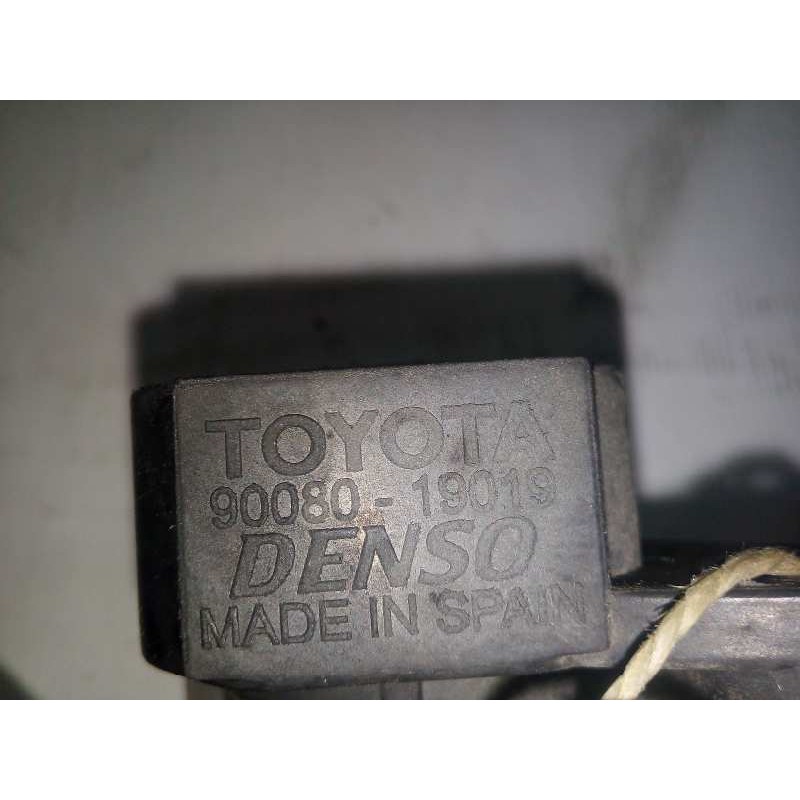 TOYOTA
90080-19019
DENSO
MADE IN SPAIN